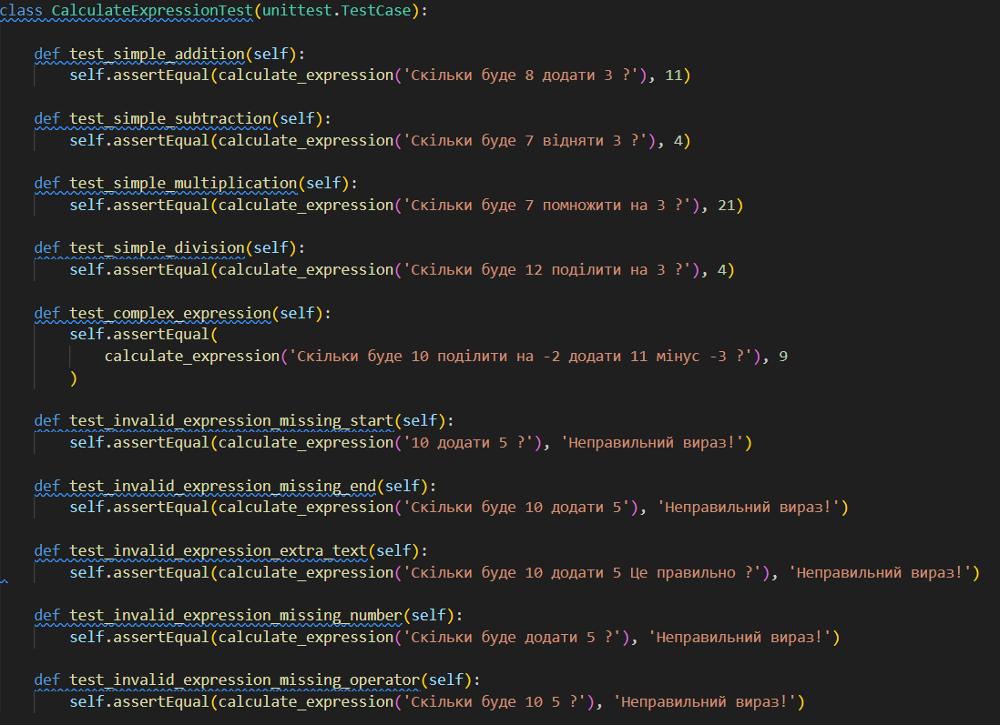 class CalculateExpressionTest(unittest.TestCase):
def test_simple_addition(self):
self.assertEqual(calculate_expression('Скільки буде 8 додати 3 ?'), 11)
def test_simple_subtraction(self):
self.assertEqual(calculate_expression('Скільки буде 7 відняти 3 ?'), 4)
def test_simple_multiplication(self):
self.assertEqual(calculate_expression('Скільки буде 7 помножити на 3 ?'), 21)
def test_simple_division(self):
self.assertEqual(calculate_expression('Скільки буде 12 поділити на 3 ?'), 4)
def test_complex_expression(self):
self.assertEqual(
calculate_expression('Скільки буде 10 поділити на -2 додати 11 мінус -3 ?'), 9
)
def test_invalid_expression_missing_start(self):
self.assertEqual(calculate_expression('10 додати 5 ?'), 'Неправильний вираз!')
def test_invalid_expression_missing_end(self):
self.assertEqual(calculate_expression('Скільки буде 10 додати 5'), 'Неправильний вираз!')
def test_invalid_expression_extra_text(self):
self.assertEqual(calculate_expression('Скільки буде 10 додати 5 Це правильно ?'), 'Неправильний вираз!')
def test_invalid_expression_missing_number(self):
self.assertEqual(calculate_expression('Скільки буде додати 5 ?'), 'Неправильний вираз!')
def test_invalid_expression_missing_operator(self):
self.assertEqual(calculate_expression('Скільки буде 10 5 ?'), 'Неправильний вираз!')